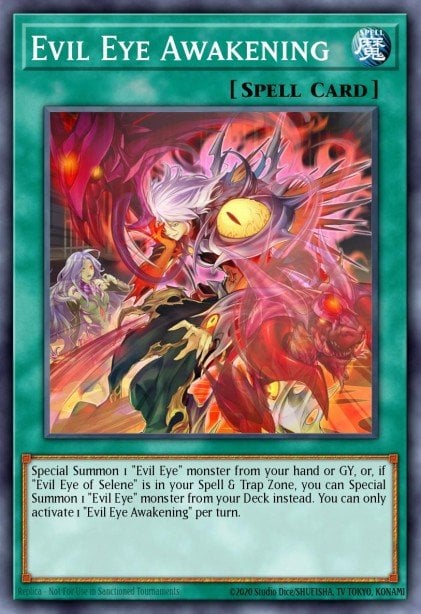 Evil Eye Awakening
SPELL
魔
[Spell Card]
Special Summon 1 "Evil Eye" monster from your hand or GY, or, if
"Evil Eye of Selene" is in your Spell & Trap Zone, you can Special
Summon 1 "Evil Eye" monster from your Deck instead. You can only
activate 1 "Evil Eye Awakening" per turn.
Replica - Not For Use in Sanctioned Tournaments
©2020 Studio Dice/SHUEISHA, TV TOKYO, KONAMI